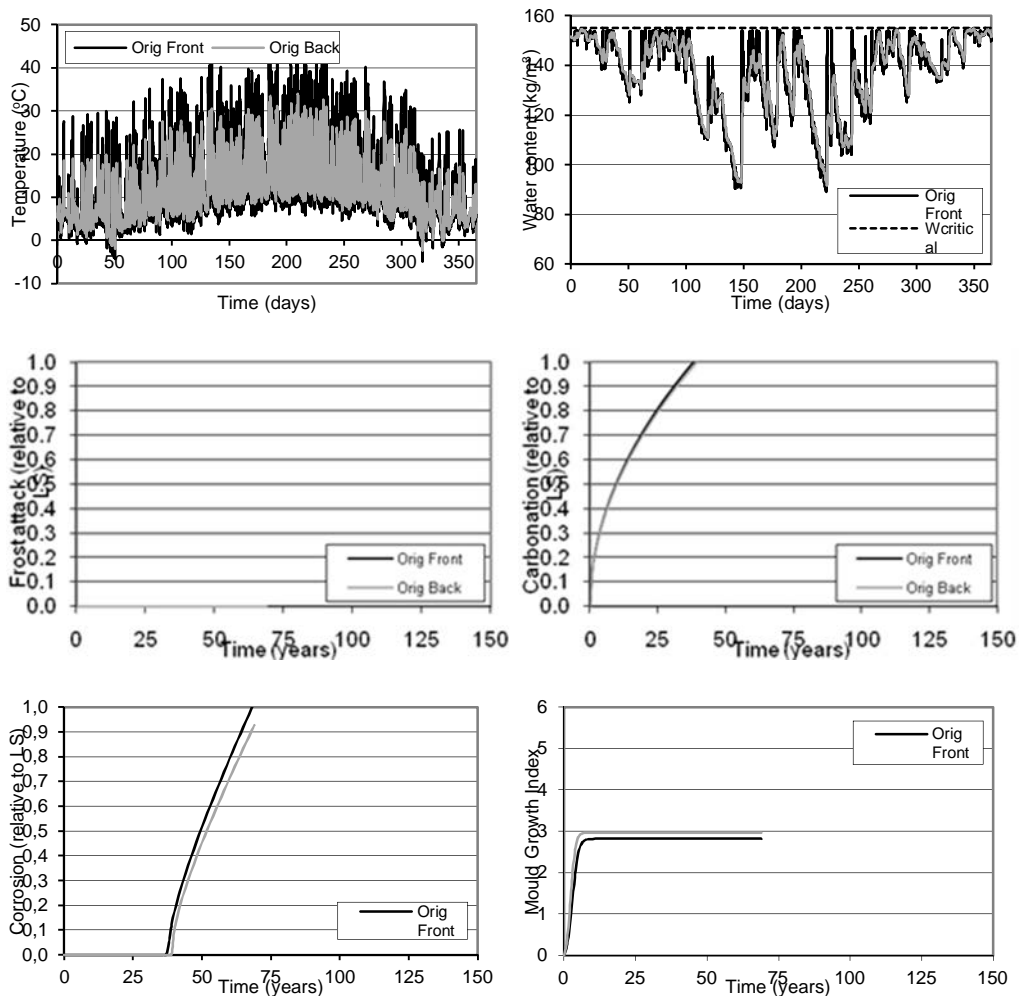 50
40
30
20
10
0
-10
Temperature (ºC)
Orig Front
Orig Back
0 50 100 150 200 250 300 350
Time (days)
160
140
120
100
80
60
Water content (kg/m³)
Orig
Front
Wcritic
al
0 50 100 150 200 250 300 350
Time (days)
1.0
0.9
0.8
0.7
0.6
0.5
0.4
0.3
0.2
0.1
0.0
Frost attack (relative to
LS)
Orig Front
Orig Back
0 25 50 75 100 125 150
Time (years)
1.0
0.9
0.8
0.7
0.6
0.5
0.4
0.3
0.2
0.1
0.0
Carbonation (relative to
LS)
Orig Front
Orig Back
0 25 50 75 100 125 150
Time (years)
1,0
0,9
0,8
0,7
0,6
0,5
0,4
0,3
0,2
0,1
0,0
Corrosion (relative to LS)
Orig
Front
0 25 50 75 100 125 150
Time (years)
6
5
4
3
2
1
0
Mould Growth Index
Orig
Front
0 25 50 75 100 125 150
Time (years)